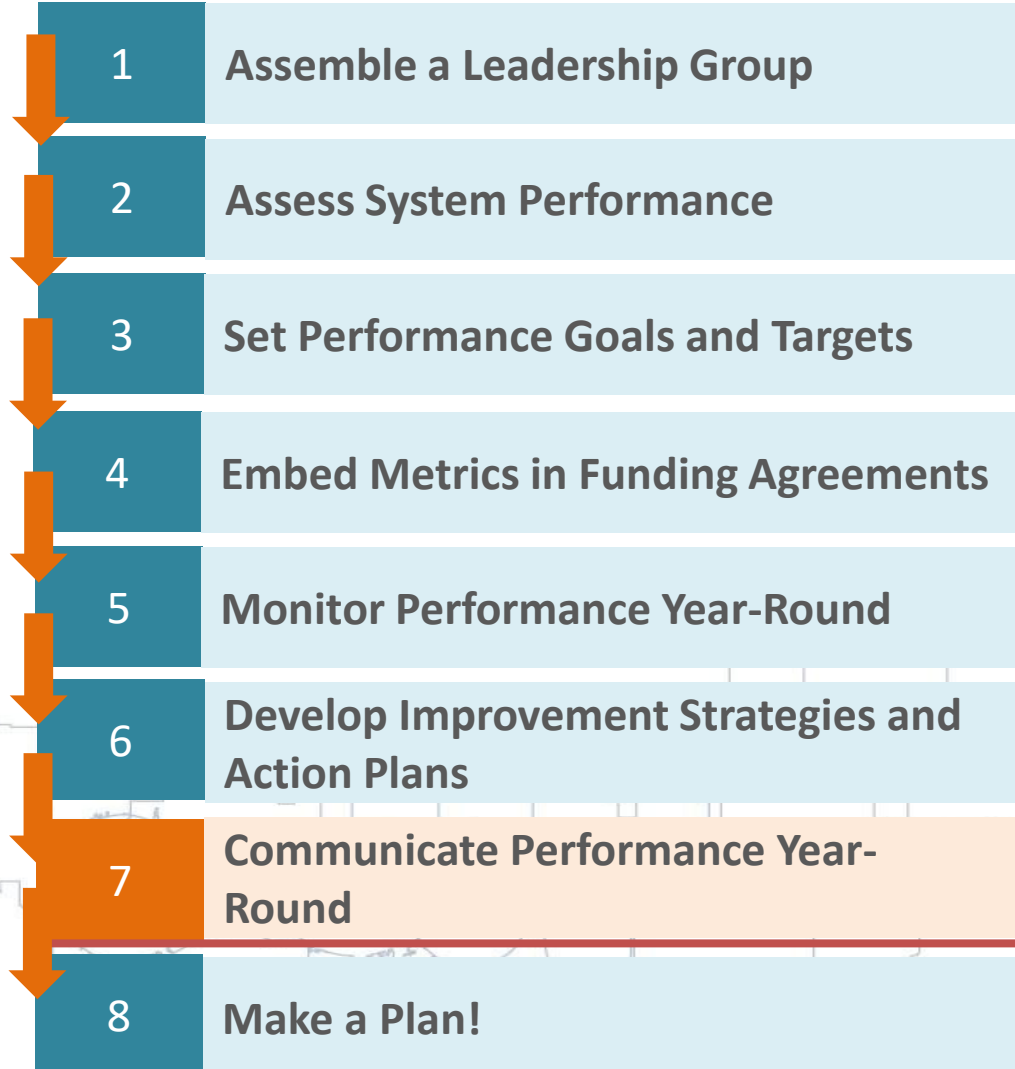 1
Assemble a Leadership Group
2
Assess System Performance
3
Set Performance Goals and Targets
4
Embed Metrics in Funding Agreements
5
Monitor Performance Year-Round
6
Develop Improvement Strategies and
Action Plans
7
Communicate Performance Year-
Round
8
Make a Plan!